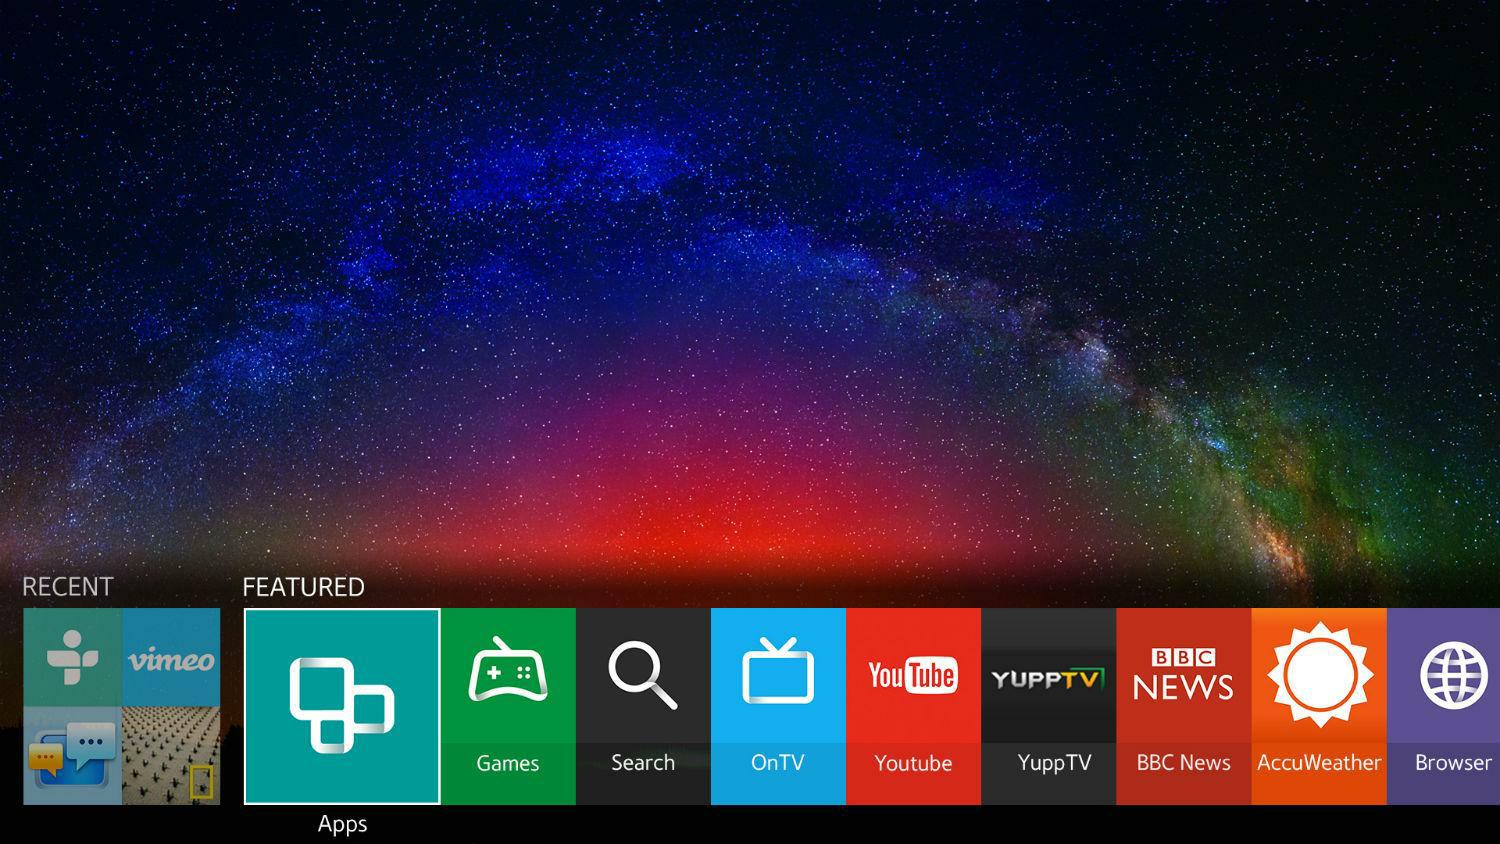 RECENT
FEATURED
vimeo
YouTube
YUPPTV
BBC
NEWS
Games
Search
OnTV
Youtube
YuppTV
BBC News
AccuWeather
Browser
Apps